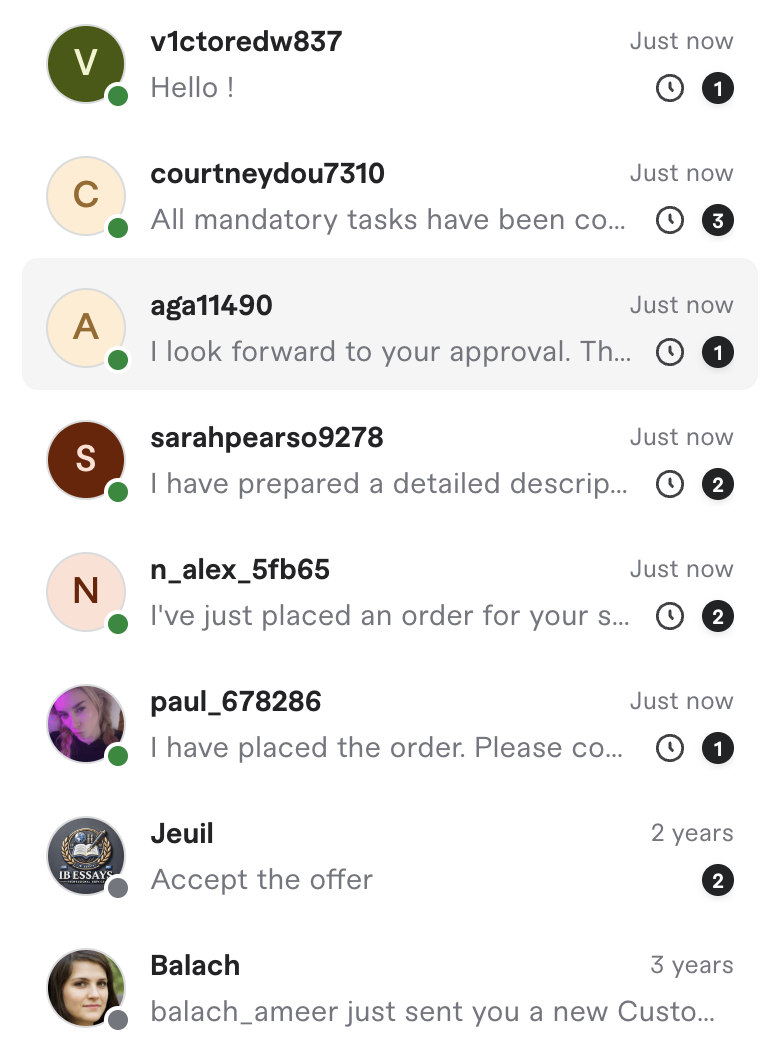 V
v1ctoredw837
Just now
Hello !
1
C
courtneydou7310
Just now
All mandatory tasks have been co...
3
A
aga11490
Just now
I look forward to your approval. Th...
1
S
sarahpearso9278
Just now
I have prepared a detailed descrip...
2
N
n_alex_5fb65
Just now
I've just placed an order for your s...
2
paul_678286
Just now
I have placed the order. Please co...
1
IB ESSAYS
Jeuil
2 years
Accept the offer
2
Balach
3 years
balach_ameer just sent you a new Custo...